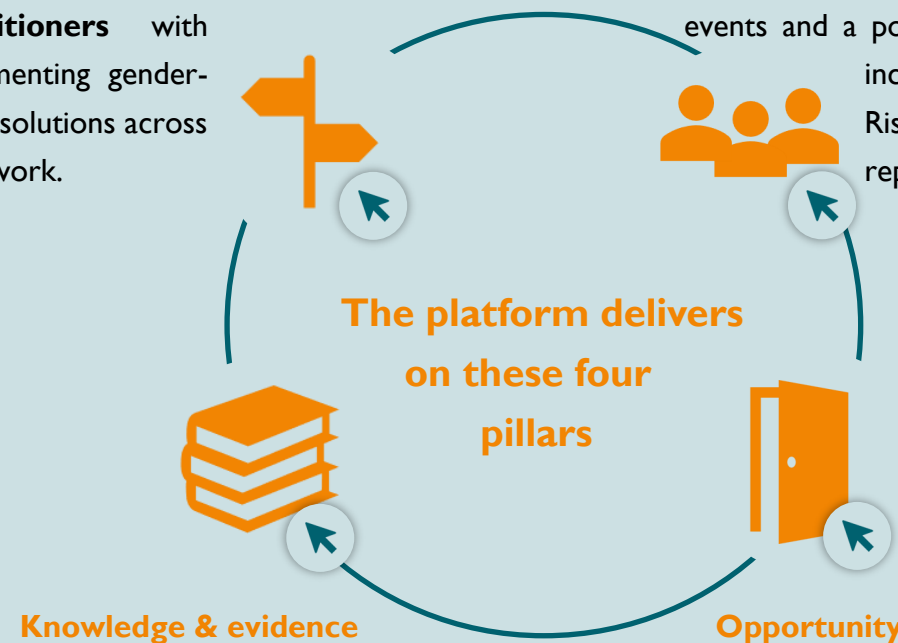 itioners with
menting gender-
solutions across
work.
events and a po
inc
Ris
rep
The platform delivers
on these four
pillars
Knowledge & evidence
Opportunity